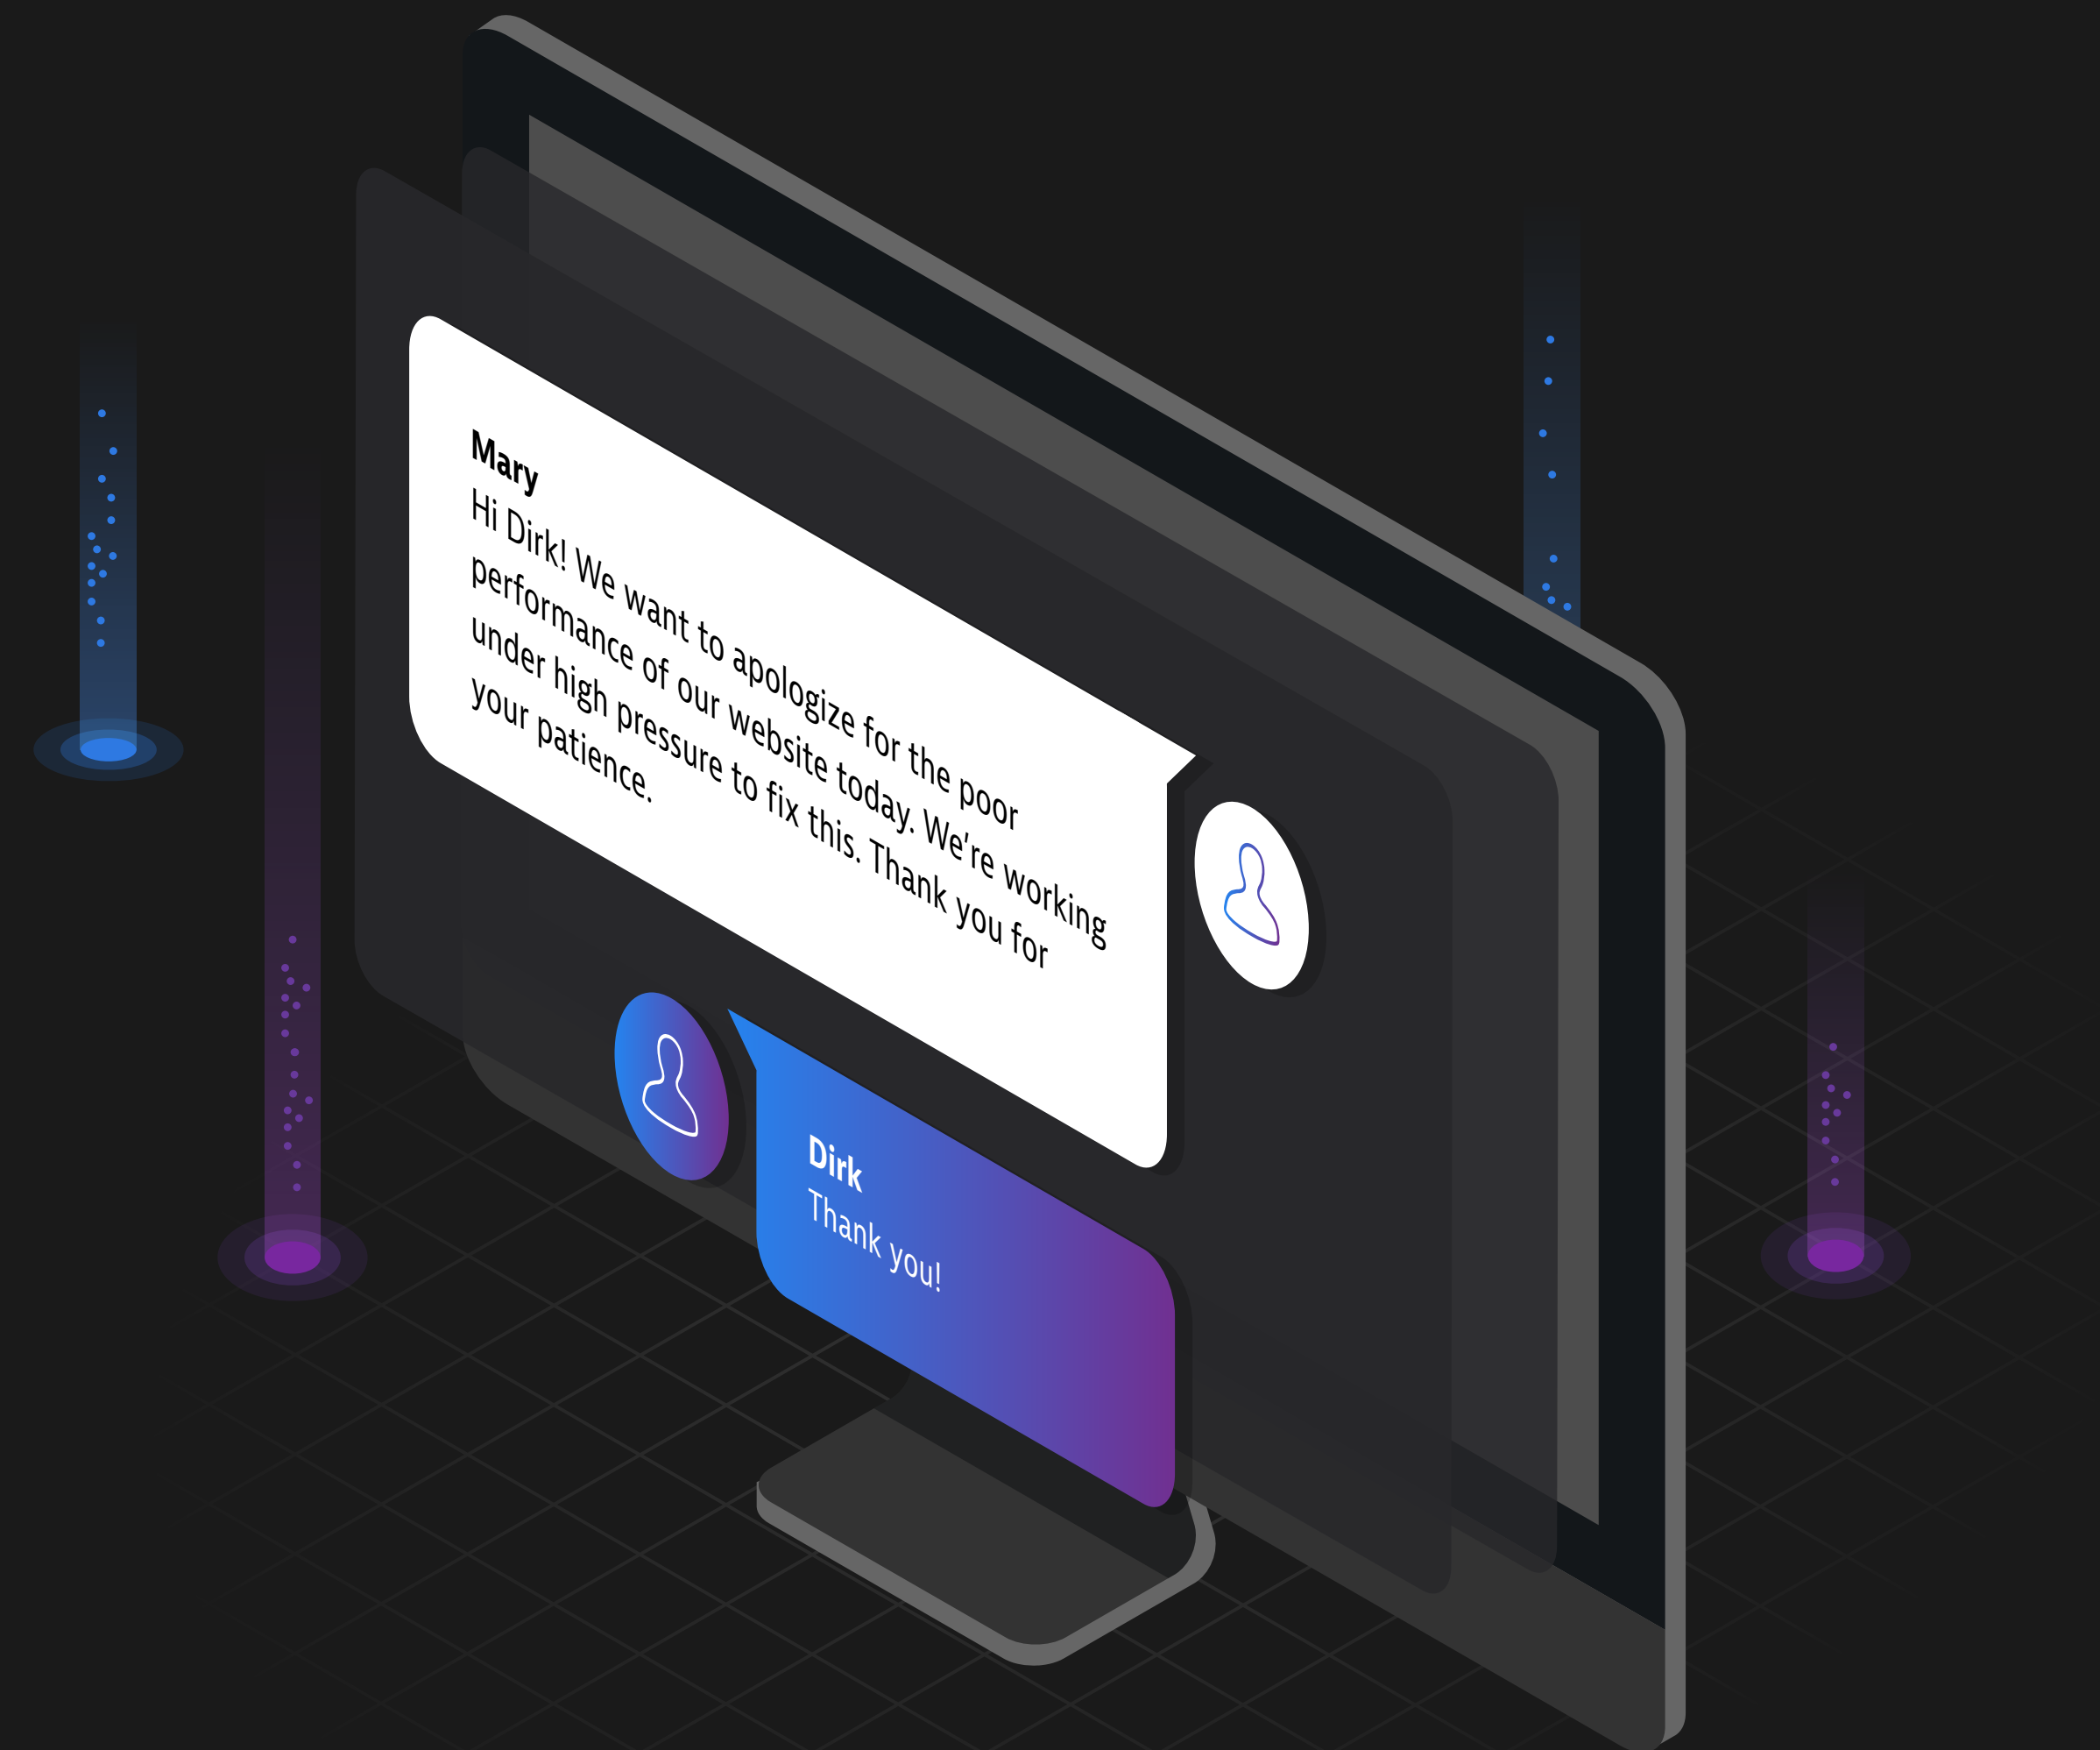 Mary
Hi Dirk! We want to apologize for the poor
performance of our website today. We're working
under high pressure to fix this. Thank you for
your patience.
Dirk
Thank you!